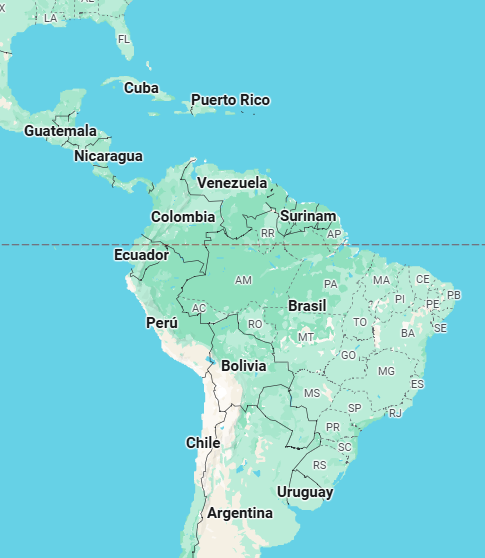 LA
FL
Cuba
Puerto Rico
Guatemala
Nicaragua
Venezuela
Colombia
Surinam
RR
AP
Ecuador
AM
PA
MA
CE
PI
PB
PE
AC
Perú
RO
Brasil
TO
SE
BA
MT
GO
Bolivia
MG
ES
MS
SP
RJ
PR
Chile
SC
RS
Uruguay
Argentina